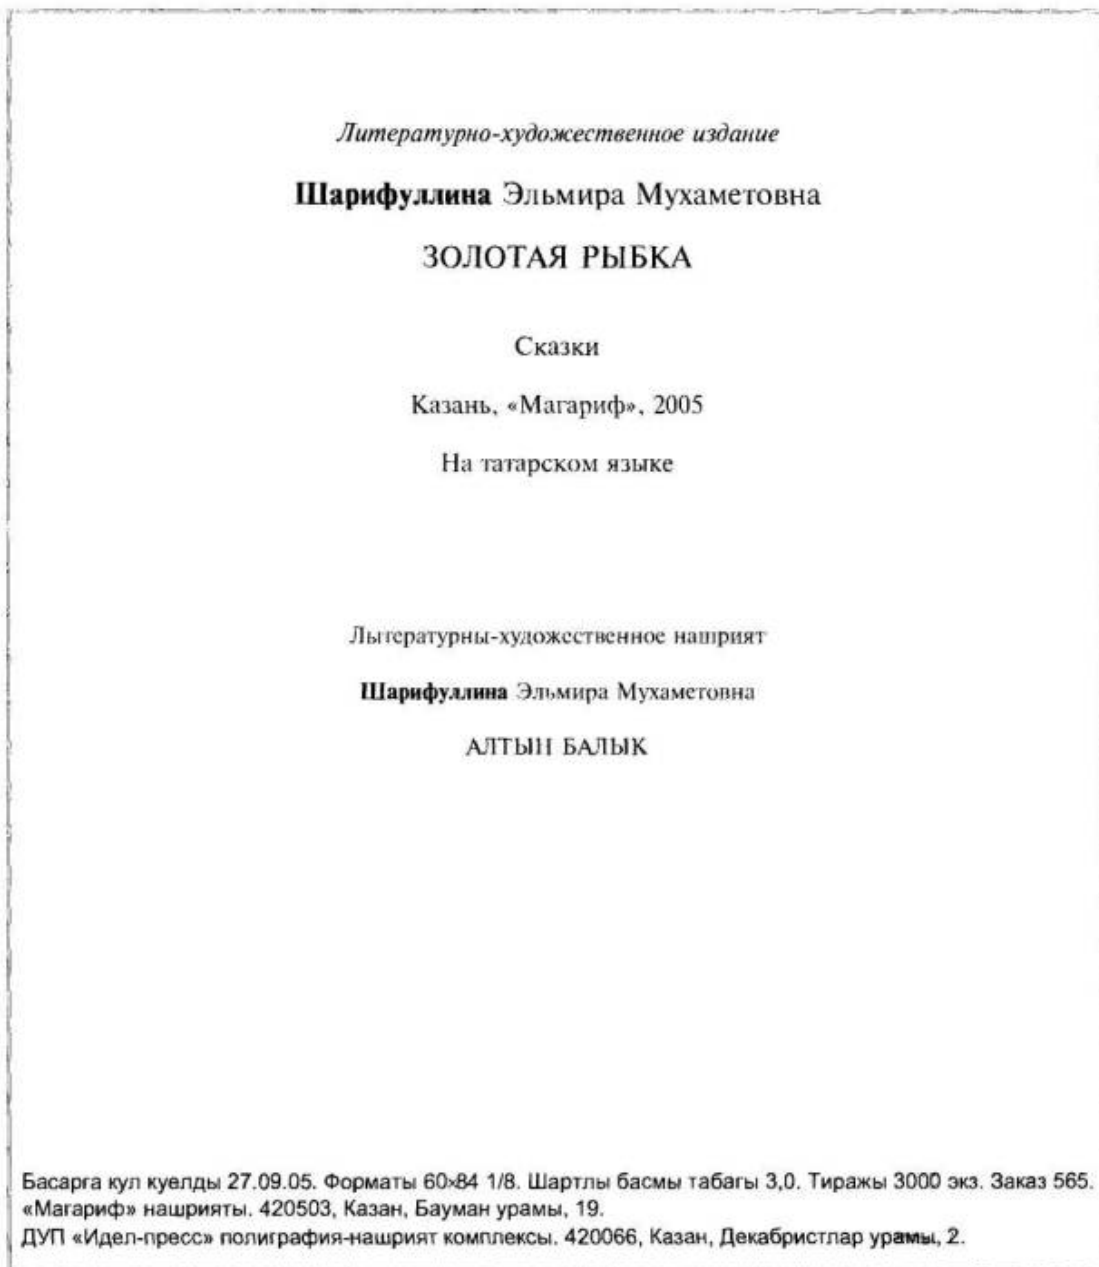 Литературно-художественное издание
Шарифуллина Эльмира Мухаметовна
ЗОЛОТАЯ РЫБКА
Сказки
Казань, «Магариф», 2005
На татарском языке
Лытературны-художественное нашрият
Шарифуллина Эльмира Мухаметовна
АЛТЫН БАЛЫК
Басарга кул куелды 27.09.05. Форматы 60×84 1/8. Шартлы басмы табагы 3,0. Тиражы 3000 экз. Заказ 565.
«Магариф» нашрияты. 420503, Казан, Бауман урамы, 19.
ДУП «Идел-пресс» полиграфия-нашрият комплексы. 420066, Казан, Декабристлар урамы, 2.